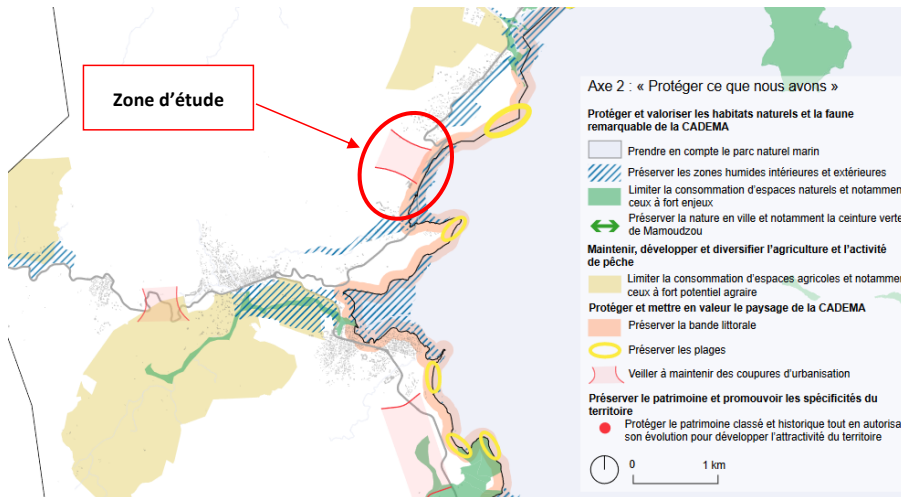 Zone d'étude
Axe 2 : « Protéger ce que nous avons »
Protéger et valoriser les habitats naturels et la faune
remarquable de la CADEMA
Prendre en compte le parc naturel marin
Préserver les zones humides intérieures et extérieures
Limiter la consommation d'espaces naturels et notammen
ceux à fort enjeux
Préserver la nature en ville et notamment la ceinture verte
de Mamoudzou
Maintenir, développer et diversifier l'agriculture et l'activité
de pêche
Limiter la consommation d'espaces agricoles et notammen
ceux à fort potentiel agraire
Protéger et mettre en valeur le paysage de la CADEMA
Préserver la bande littorale
Préserver les plages
Veiller à maintenir des coupures d'urbanisation
Préserver le patrimoine et promouvoir les spécificités du
territoire
Protéger le patrimoine classé et historique tout en autorisa
son évolution pour développer l'attractivité du territoire
0 1 km